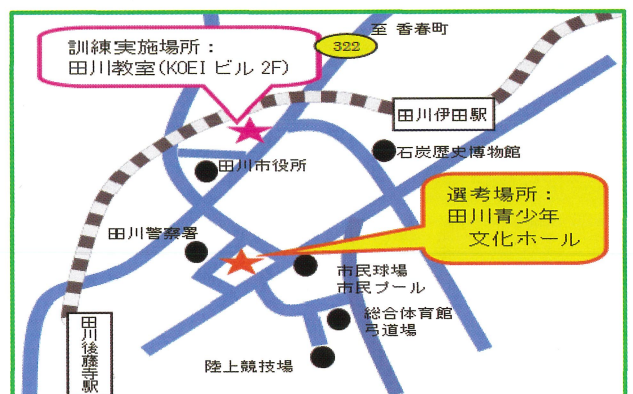 至 香春町
322
訓練実施場所：
田川教室(KOEI ビル 2F)
田川伊田駅
石炭歴史博物館
田川市役所
選考場所：
田川青少年
文化ホール
田川警察署
市民球場
市民プール
総合体育館
弓道場
田川後藤寺駅
陸上競技場